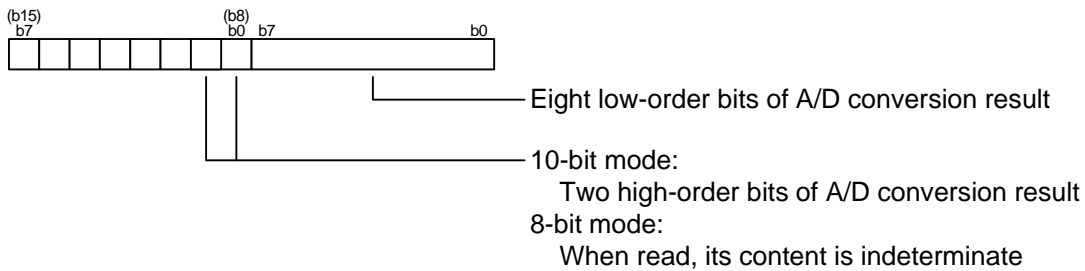 (b15) (b8)
b7 b0 b7 b0
Eight low-order bits of A/D conversion result
10-bit mode:
Two high-order bits of A/D conversion result
8-bit mode:
When read, its content is indeterminate